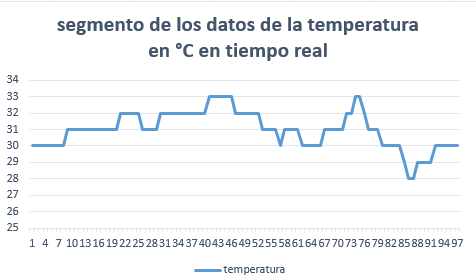 segmento de los datos de la temperatura
en °C en tiempo real
34
33
32
31
30
29
28
27
26
25
1 4 7 10 13 16 19 22 25 28 31 34 37 40 43 46 49 52 55 58 61 64 67 70 73 76 79 82 85 88 91 94 97
temperatura